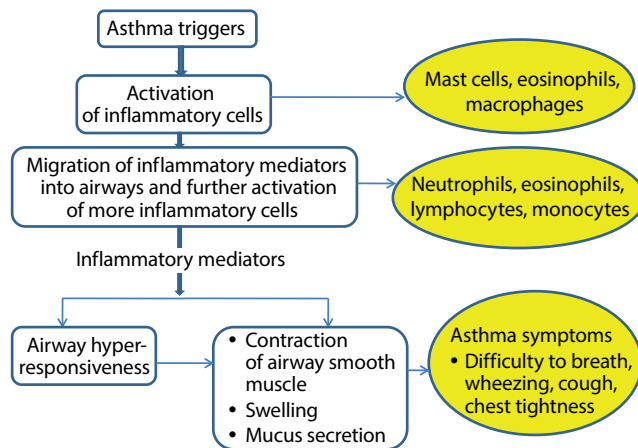 Asthma triggers
Activation
of inflammatory cells
Mast cells, eosinophils,
macrophages
Migration of inflammatory mediators
into airways and further activation
of more inflammatory cells
Neutrophils, eosinophils,
lymphocytes, monocytes
Inflammatory mediators
Airway hyper-
responsiveness
• Contraction
of airway smooth
muscle
• Swelling
• Mucus secretion
Asthma symptoms
• Difficulty to breath,
wheezing, cough,
chest tightness